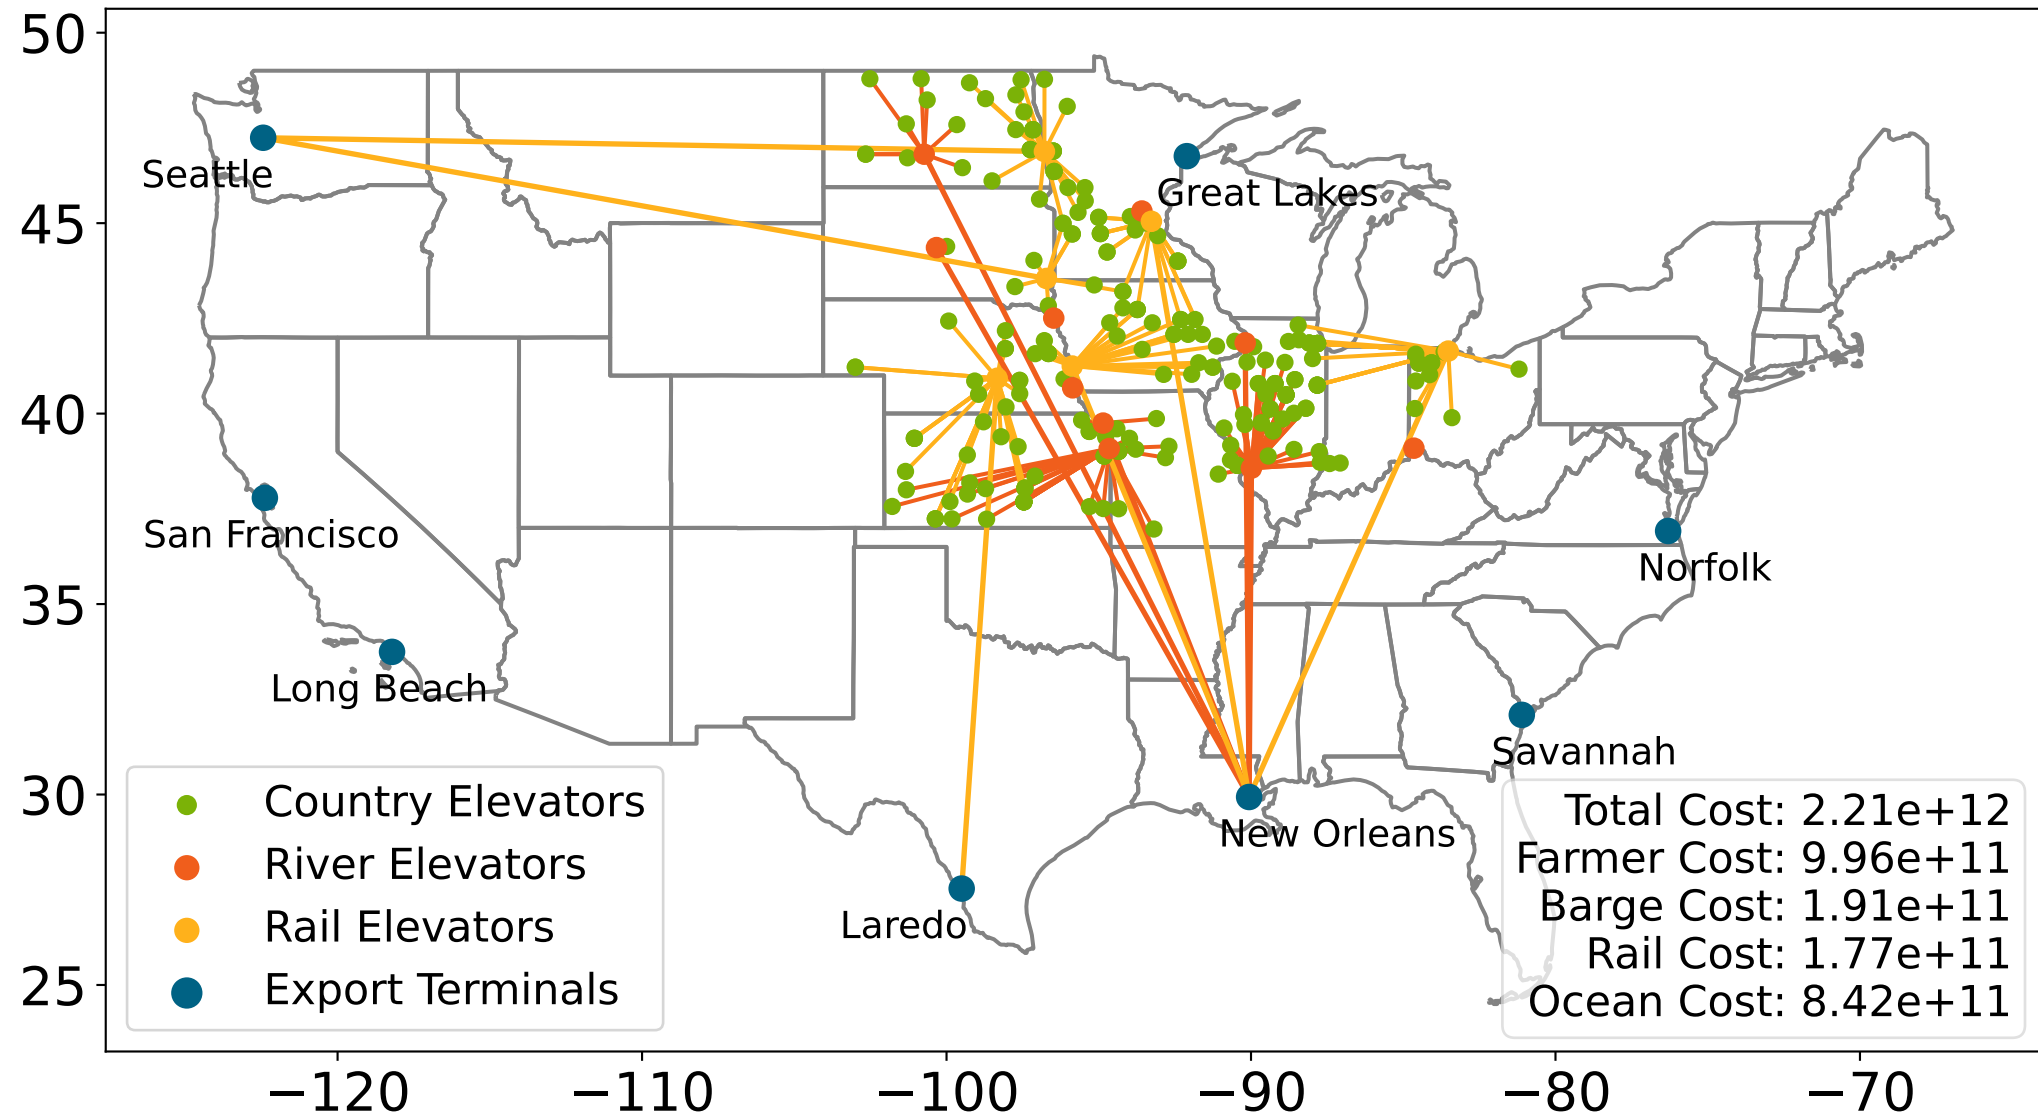 50
45
40
35
30
25
Seattle
Great Lakes
San Francisco
Norfolk
Long Beach
Savannah
New Orleans
Laredo
Country Elevators
River Elevators
Rail Elevators
Export Terminals
Total Cost: 2.21e+12
Farmer Cost: 9.96e+11
Barge Cost: 1.91e+11
Rail Cost: 1.77e+11
Ocean Cost: 8.42e+11
−120 −110 −100 −90 −80 −70